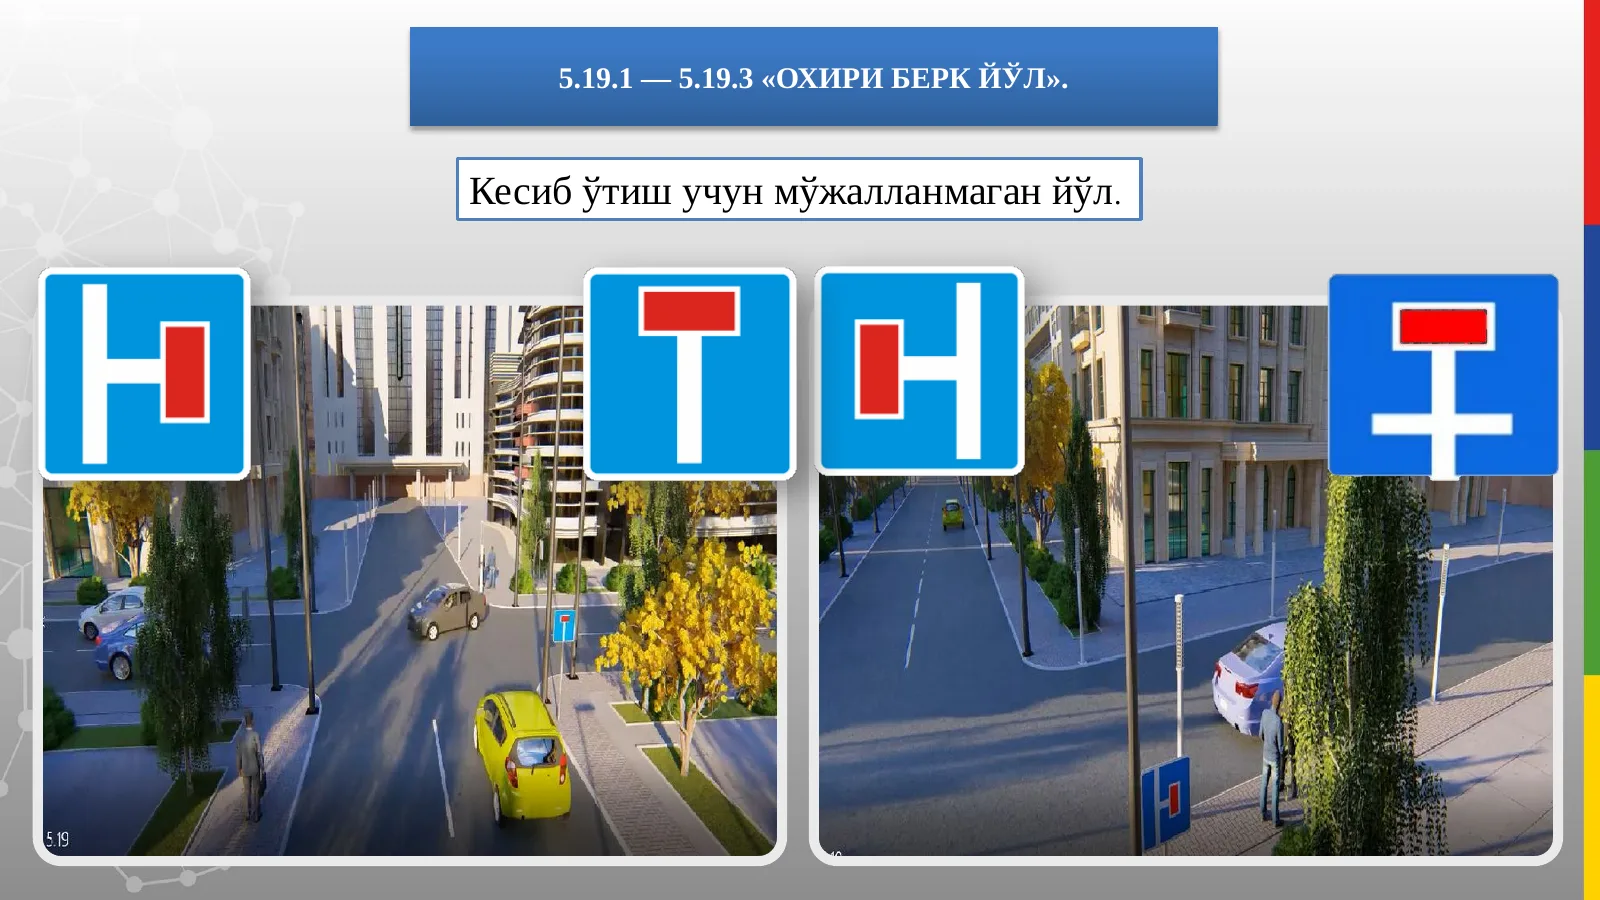 5.19.1 — 5.19.3 «ОХИРИ БЕРК ЙЎЛ».
Кесиб ўтиш учун мўжалланмаган йўл.
5.19